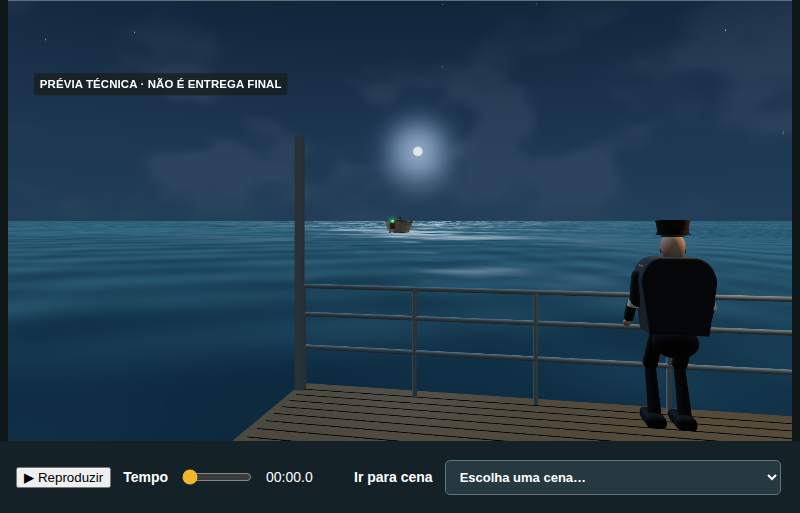 PRÉVIA TÉCNICA · NÃO É ENTREGA FINAL
▶ Reproduzir
Tempo
00:00.0
Ir para cena
Escolha uma cena…